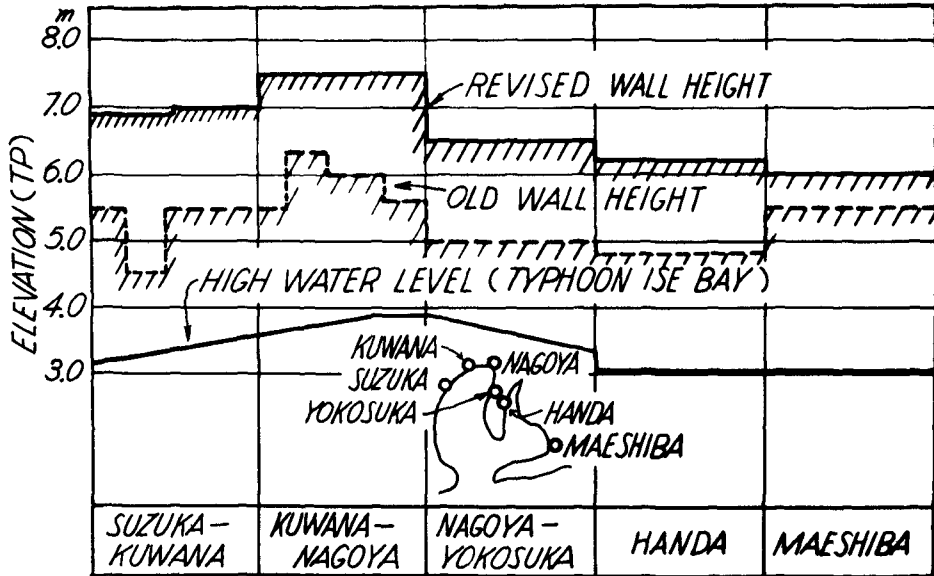 m
8.0
7.0
6.0
5.0
4.0
3.0
ELEVATION (TP)
REVISED WALL HEIGHT
OLD WALL HEIGHT
HIGH WATER LEVEL (TYPHOON ISE BAY)
KUWANA
NAGOYA
SUZUKA
YOKOSUKA
HANDA
MAESHIBA
SUZUKA-
KUWANA
KUWANA-
NAGOYA
NAGOYA-
YOKOSUKA
HANDA
MAESHIBA